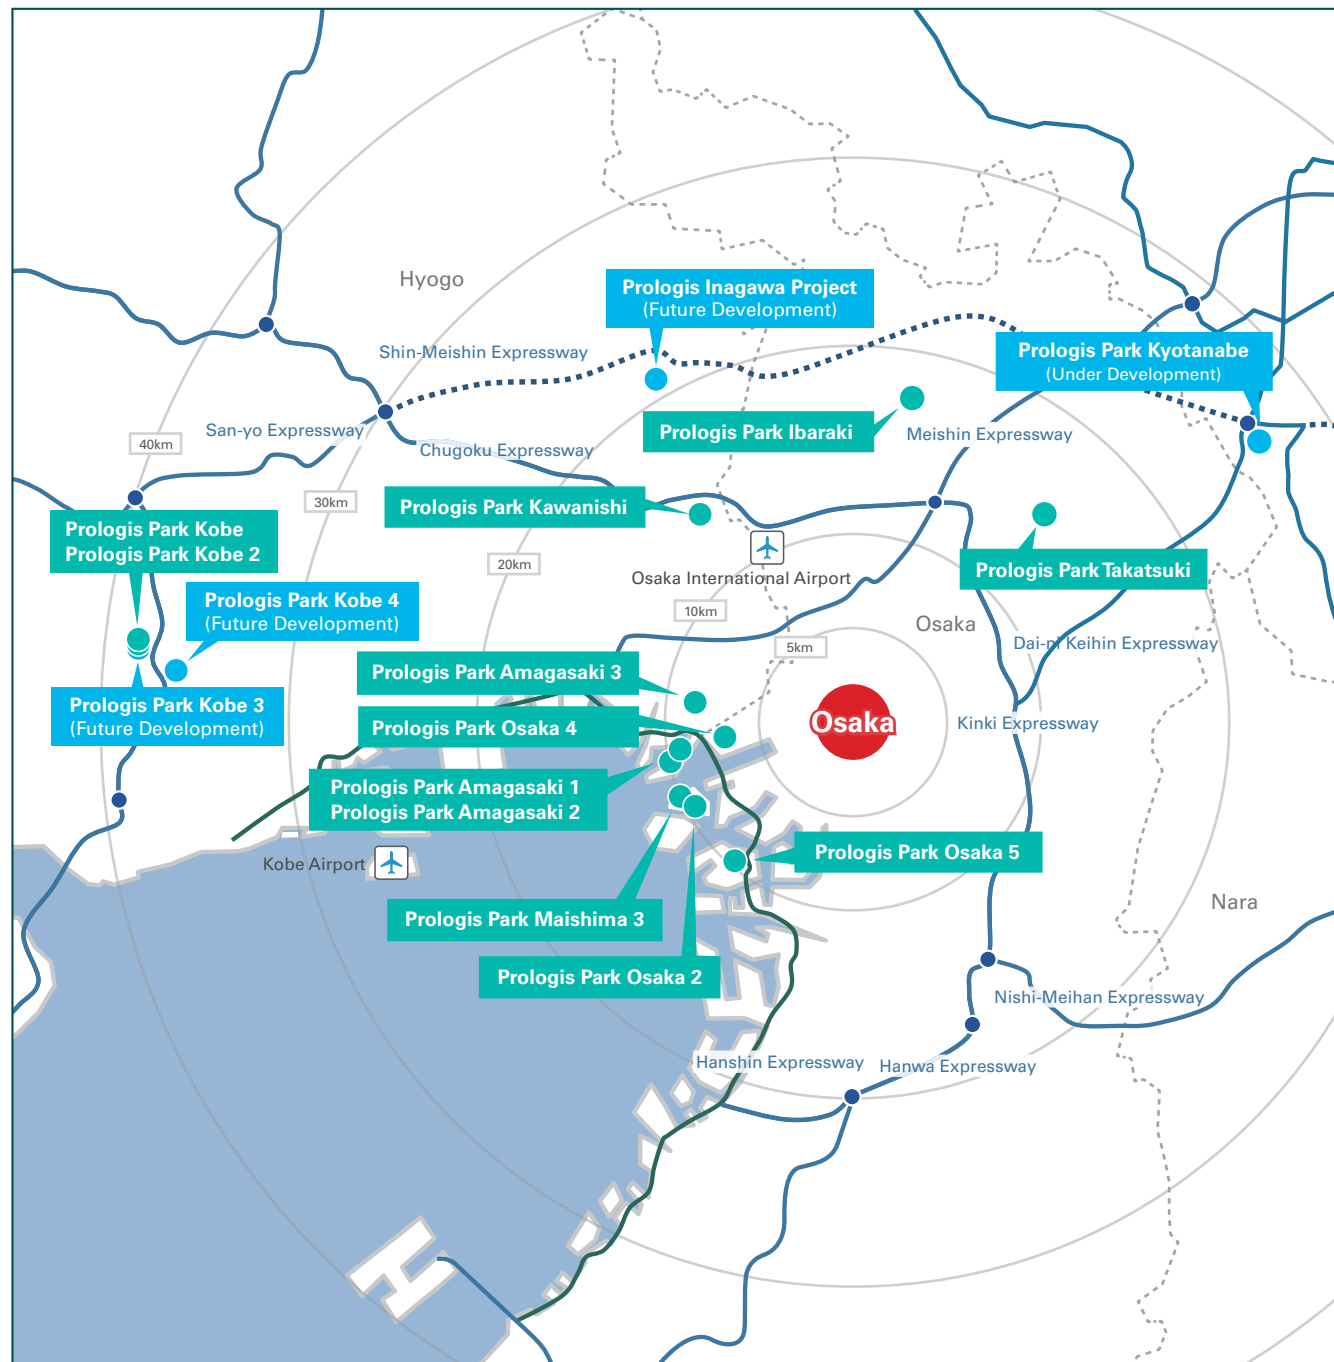 Hyogo
Prologis Inagawa Project
(Future Development)
Shin-Meishin Expressway
Prologis Park Kyotanabe
(Under Development)
San-yo Expressway
40km
Chugoku Expressway
Prologis Park Ibaraki
Meishin Expressway
30km
Prologis Park Kawanishi
Prologis Park Kobe
Prologis Park Kobe 2
20km
Osaka International Airport
Prologis Park Takatsuki
Prologis Park Kobe 4
(Future Development)
10km
Osaka
5km
Dai-ni Keihin Expressway
Prologis Park Amagasaki 3
Prologis Park Kobe 3
(Future Development)
Prologis Park Osaka 4
Osaka
Kinki Expressway
Prologis Park Amagasaki 1
Prologis Park Amagasaki 2
Kobe Airport
Prologis Park Osaka 5
Nara
Prologis Park Maishima 3
Prologis Park Osaka 2
Nishi-Meihan Expressway
Hanshin Expressway
Hanwa Expressway